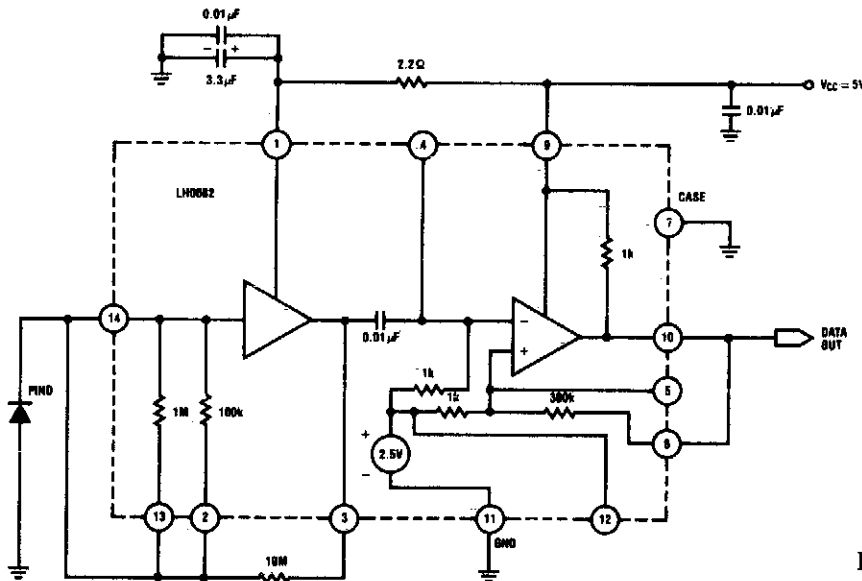 0.01µF
3.3µF
2.2Ω
VCC = 5V
0.01µF
1
4
9
LH0082
CASE
7
1k
14
0.01µF
10
DATA
OUT
PIND
1M
100k
1k
1k
300k
5
6
2.5V
13
2
3
11
GND
12
10M